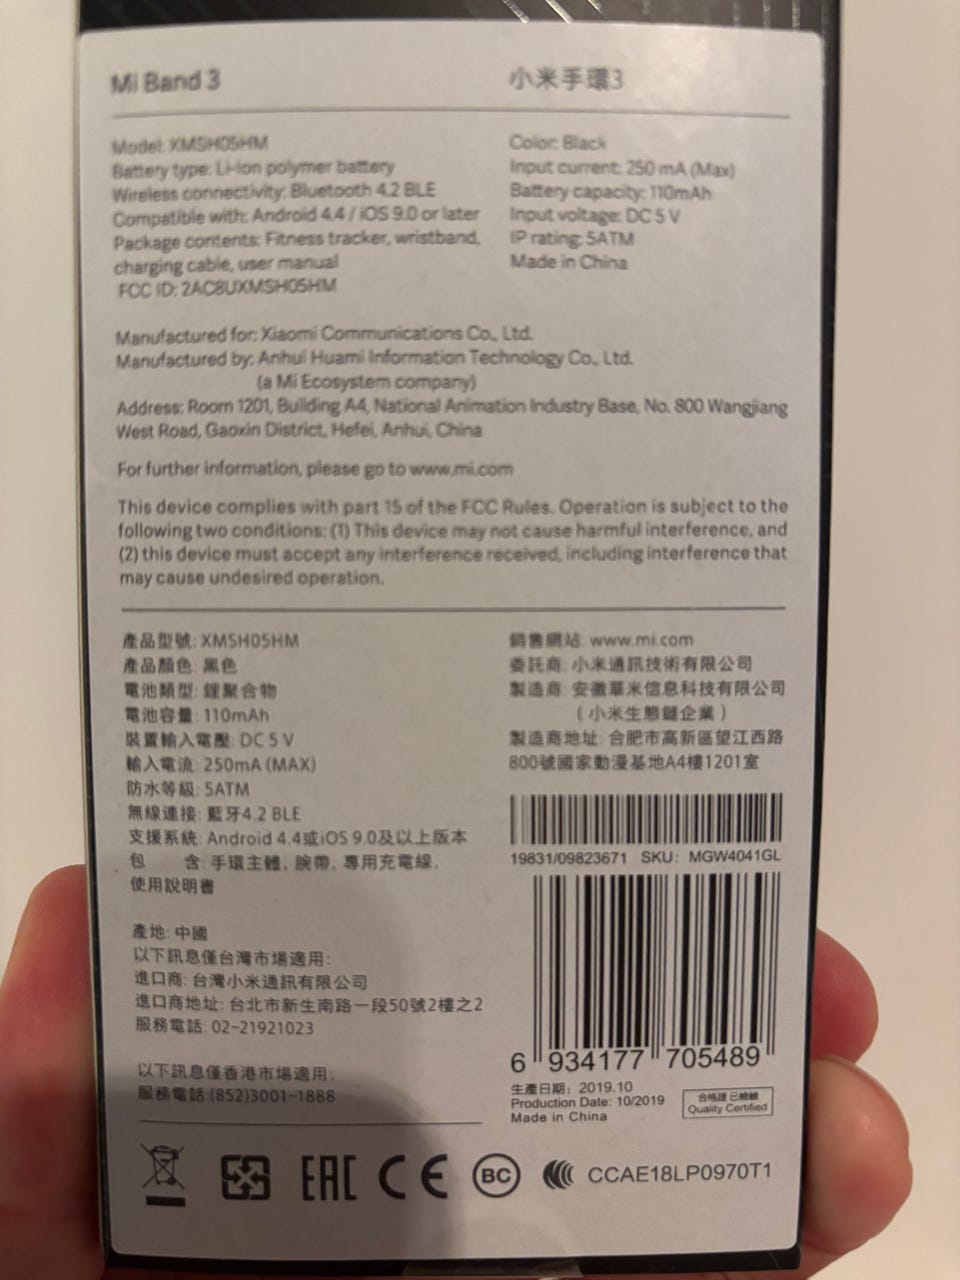 Mi Band 3
小米手環3
Model: XMSH05HM
Battery type: Li-ion polymer battery
Wireless connectivity: Bluetooth 4.2 BLE
Compatible with: Android 4.4 / iOS 9.0 or later
Package contents: Fitness tracker, wristband,
charging cable, user manual
FCC ID: 2AC8UXMSH05HM
Color: Black
Input current: 250 mA (Max)
Battery capacity: 110mAh
Input voltage: DC 5 V
IP rating: 5ATM
Made in China
Manufactured for: Xiaomi Communications Co., Ltd.
Manufactured by: Anhui Huami Information Technology Co., Ltd.
(a Mi Ecosystem company)
Address: Room 1201, Building A4, National Animation Industry Base, No. 800 Wangjiang
West Road, Gaoxin District, Hefei, Anhui, China
For further information, please go to www.mi.com
This device complies with part 15 of the FCC Rules. Operation is subject to the
following two conditions: (1) This device may not cause harmful interference, and
(2) this device must accept any interference received, including interference that
may cause undesired operation.
產品型號: XMSH05HM
產品顏色: 黑色
電池類型: 鋰聚合物
電池容量: 110mAh
裝置輸入電壓: DC 5 V
輸入電流: 250mA (MAX)
防水等級: 5ATM
無線連接: 藍牙4.2 BLE
支援系統: Android 4.4或iOS 9.0及以上版本
包　　含: 手環主體, 腕帶, 專用充電線,
使用說明書
產地: 中國
以下訊息僅台灣市場適用:
進口商: 台灣小米通訊有限公司
進口商地址: 台北市新生南路一段50號2樓之2
服務電話: 02-21921023
以下訊息僅香港市場適用:
服務電話 (852)3001-1888
銷售網站: www.mi.com
委託商: 小米通訊技術有限公司
製造商: 安徽華米信息科技有限公司
（小米生態鏈企業）
製造商地址: 合肥市高新區望江西路
800號國家動漫基地A4樓1201室
19831/09823671 SKU: MGW4041GL
6 934177 705489
生產日期: 2019.10
Production Date: 10/2019
Made in China
合格證 已檢驗
Quality Certified
EAC CE BC CCAE18LP0970T1